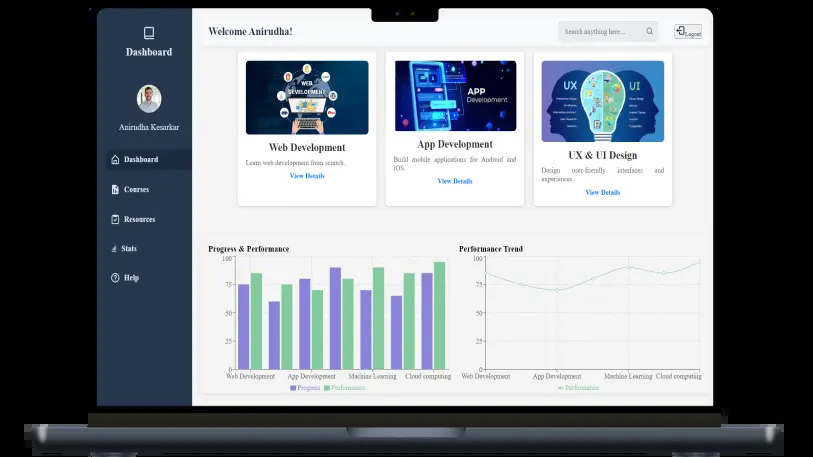 Dashboard
Anirudha Kesarkar
Dashboard
Courses
Resources
Stats
Help
Welcome Anirudha!
Search anything here...
Logout
WEB
DEVELOPMENT
Web Development
Learn web development from scratch.
View Details
APP
Development
App Development
Build mobile applications for Android and
iOS.
View Details
UX
UI
UX & UI Design
Design user-friendly interfaces and
experiences.
View Details
Progress & Performance
100
75
50
25
0
Web Development
App Development
Machine Learning
Cloud computing
Progress
Performance
Performance Trend
100
75
50
25
0
Web Development
App Development
Machine Learning
Cloud computing
Performance